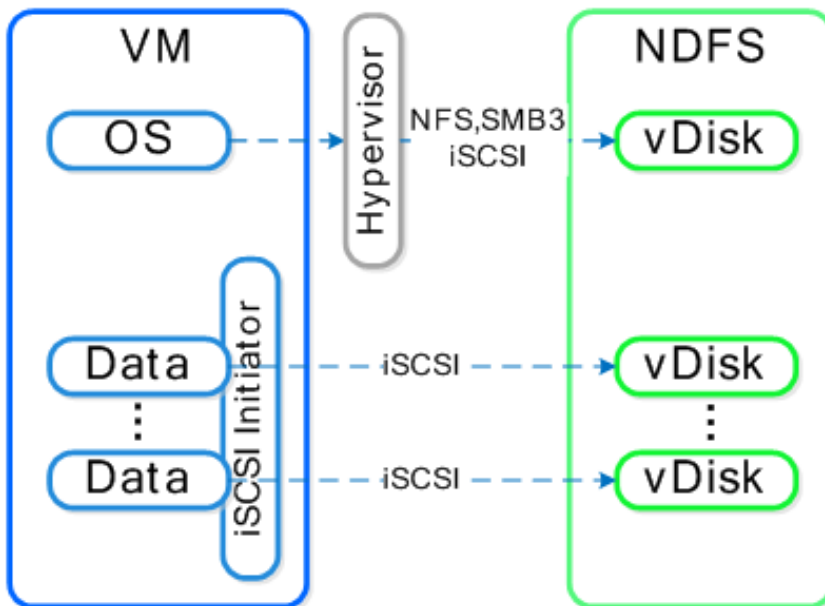 VM
NDFS
Hypervisor
OS
NFS,SMB3
iSCSI
vDisk
iSCSI Initiator
Data
iSCSI
vDisk
Data
iSCSI
vDisk